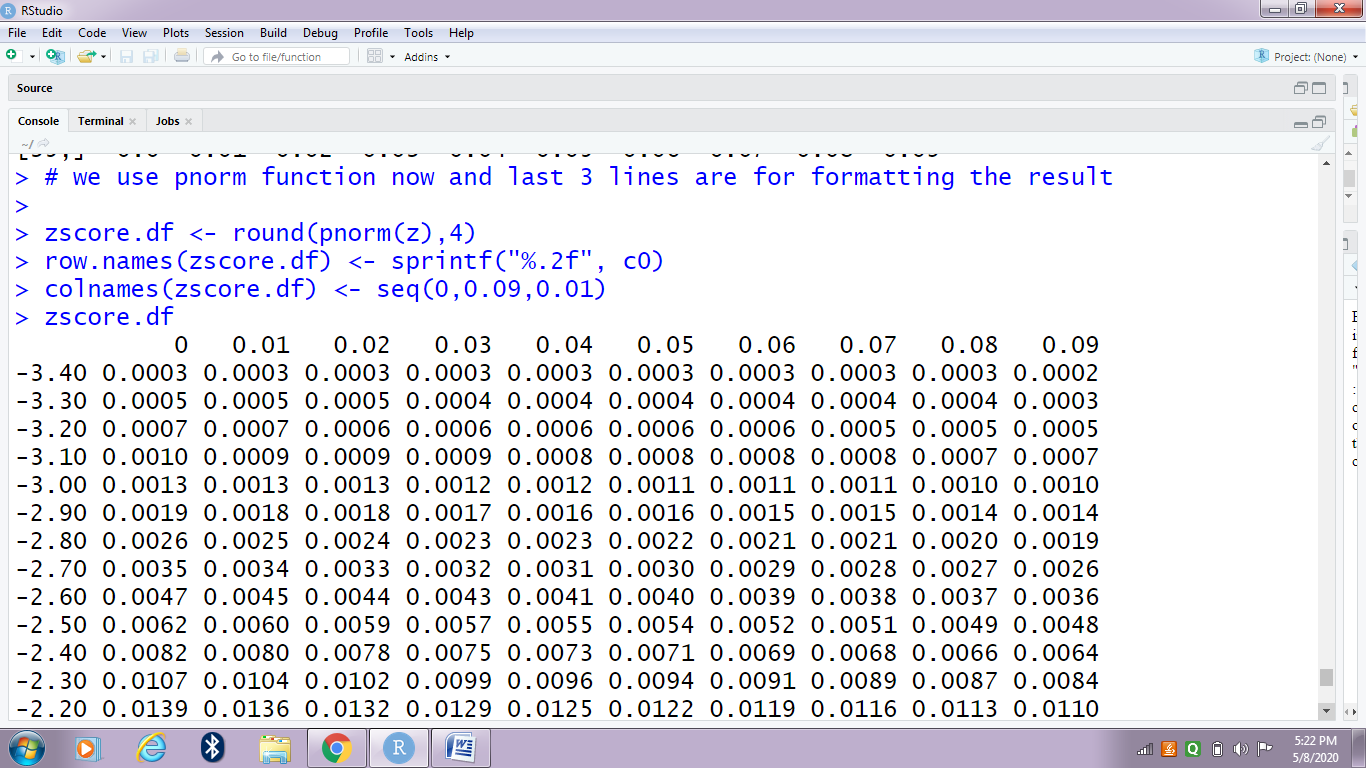 RStudio
File Edit Code View Plots Session Build Debug Profile Tools Help
Go to file/function Addins Project: (None)
Source
Console Terminal Jobs
~/
> # we use pnorm function now and last 3 lines are for formatting the result
>
> zscore.df <- round(pnorm(z),4)
> row.names(zscore.df) <- sprintf("%.2f", c0)
> colnames(zscore.df) <- seq(0,0.09,0.01)
> zscore.df
0 0.01 0.02 0.03 0.04 0.05 0.06 0.07 0.08 0.09
-3.40 0.0003 0.0003 0.0003 0.0003 0.0003 0.0003 0.0003 0.0003 0.0003 0.0002
-3.30 0.0005 0.0005 0.0005 0.0004 0.0004 0.0004 0.0004 0.0004 0.0004 0.0003
-3.20 0.0007 0.0007 0.0006 0.0006 0.0006 0.0006 0.0006 0.0005 0.0005 0.0005
-3.10 0.0010 0.0009 0.0009 0.0009 0.0008 0.0008 0.0008 0.0008 0.0007 0.0007
-3.00 0.0013 0.0013 0.0013 0.0012 0.0012 0.0011 0.0011 0.0011 0.0010 0.0010
-2.90 0.0019 0.0018 0.0018 0.0017 0.0016 0.0016 0.0015 0.0015 0.0014 0.0014
-2.80 0.0026 0.0025 0.0024 0.0023 0.0023 0.0022 0.0021 0.0021 0.0020 0.0019
-2.70 0.0035 0.0034 0.0033 0.0032 0.0031 0.0030 0.0029 0.0028 0.0027 0.0026
-2.60 0.0047 0.0045 0.0044 0.0043 0.0041 0.0040 0.0039 0.0038 0.0037 0.0036
-2.50 0.0062 0.0060 0.0059 0.0057 0.0055 0.0054 0.0052 0.0051 0.0049 0.0048
-2.40 0.0082 0.0080 0.0078 0.0075 0.0073 0.0071 0.0069 0.0068 0.0066 0.0064
-2.30 0.0107 0.0104 0.0102 0.0099 0.0096 0.0094 0.0091 0.0089 0.0087 0.0084
-2.20 0.0139 0.0136 0.0132 0.0129 0.0125 0.0122 0.0119 0.0116 0.0113 0.0110
5:22 PM
5/8/2020